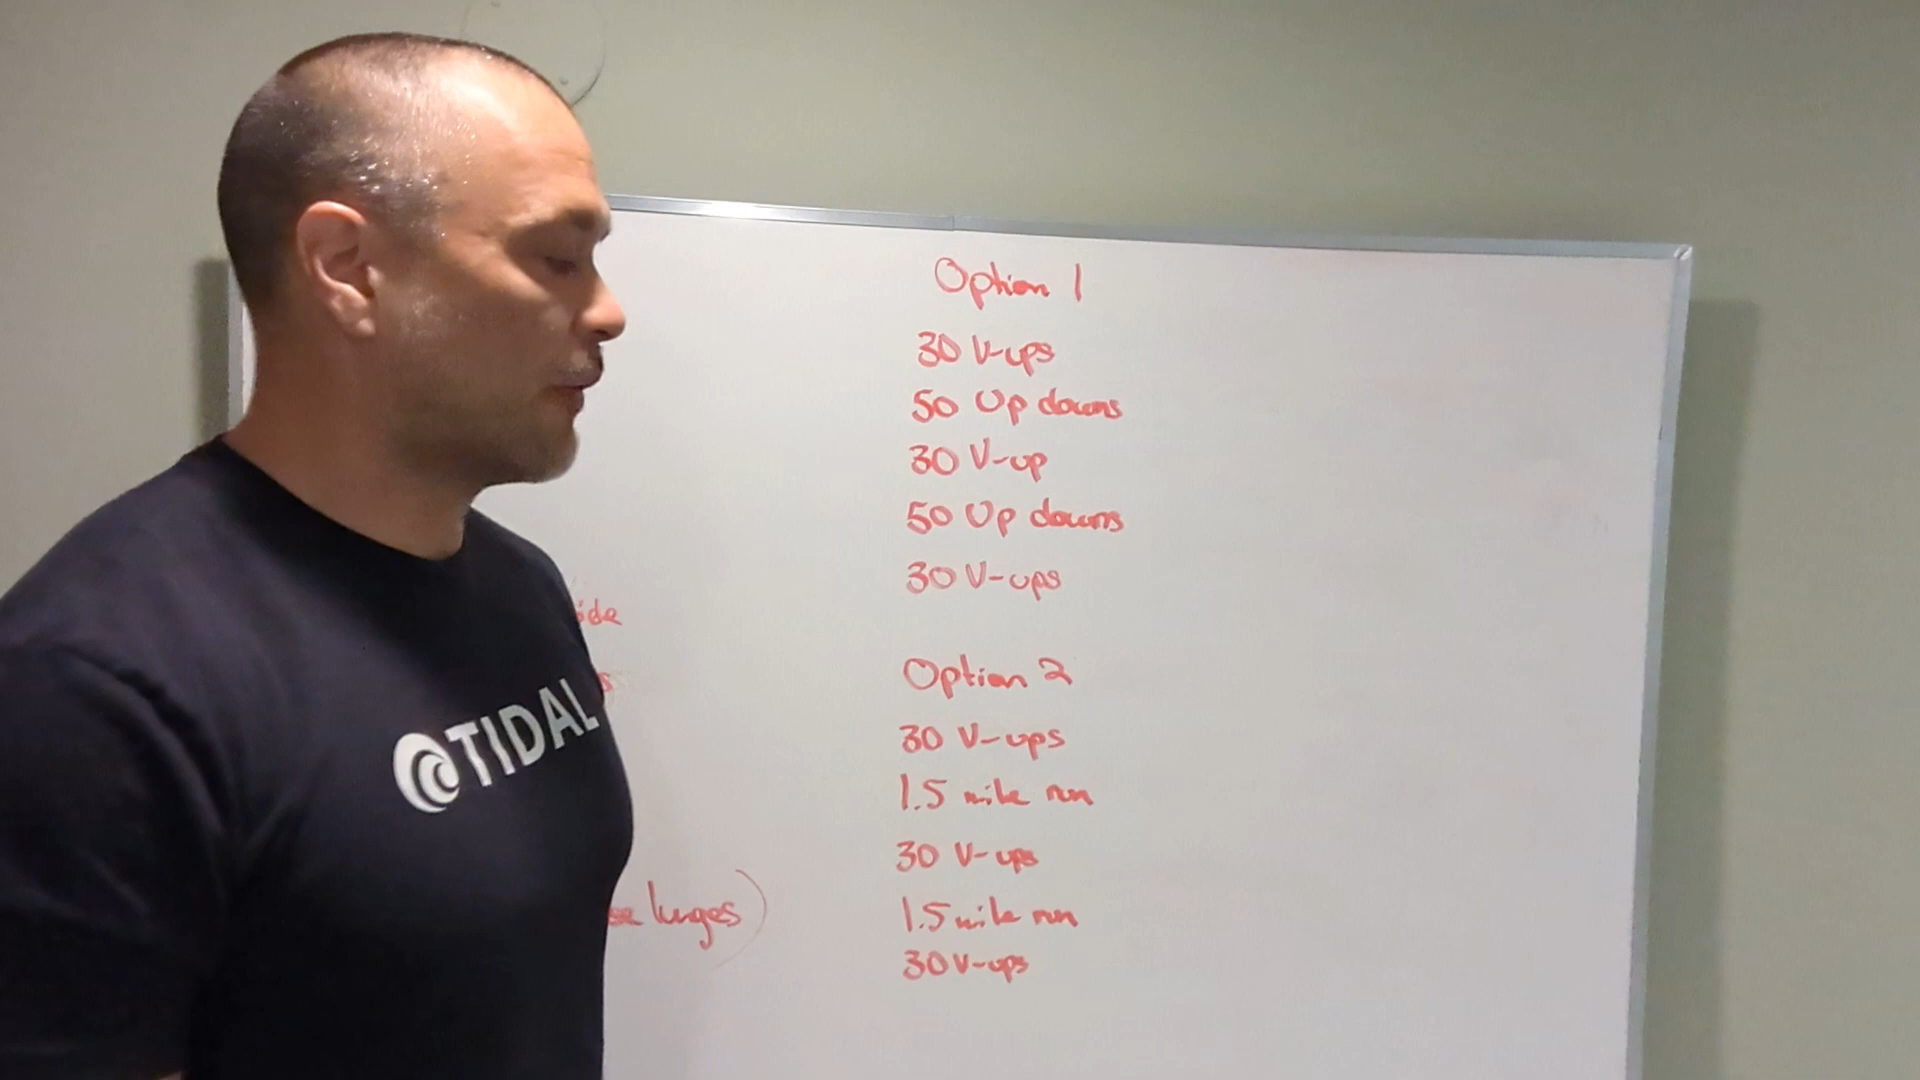 Option 1
30 V-ups
50 Up downs
30 V-up
50 Up downs
30 V-ups
Option 2
30 V-ups
1.5 mile run
30 V-ups
1.5 mile run
30 V-ups
lunges)
TIDAL